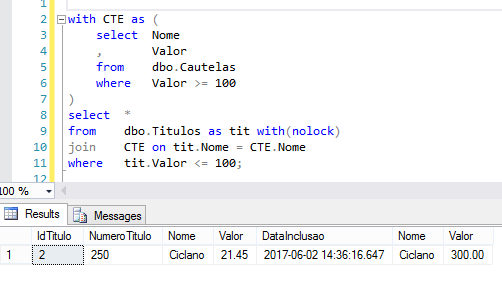 1
2 with CTE as (
3 select Nome
4 , Valor
5 from dbo.Cautelas
6 where Valor >= 100
7 )
8 select *
9 from dbo.Titulos as tit with(nolock)
10 join CTE on tit.Nome = CTE.Nome
11 where tit.Valor <= 100;
12
100 %
Results Messages
IdTitulo NumeroTitulo Nome Valor DataInclusao Nome Valor
1 2 250 Ciclano 21.45 2017-06-02 14:36:16.647 Ciclano 300.00